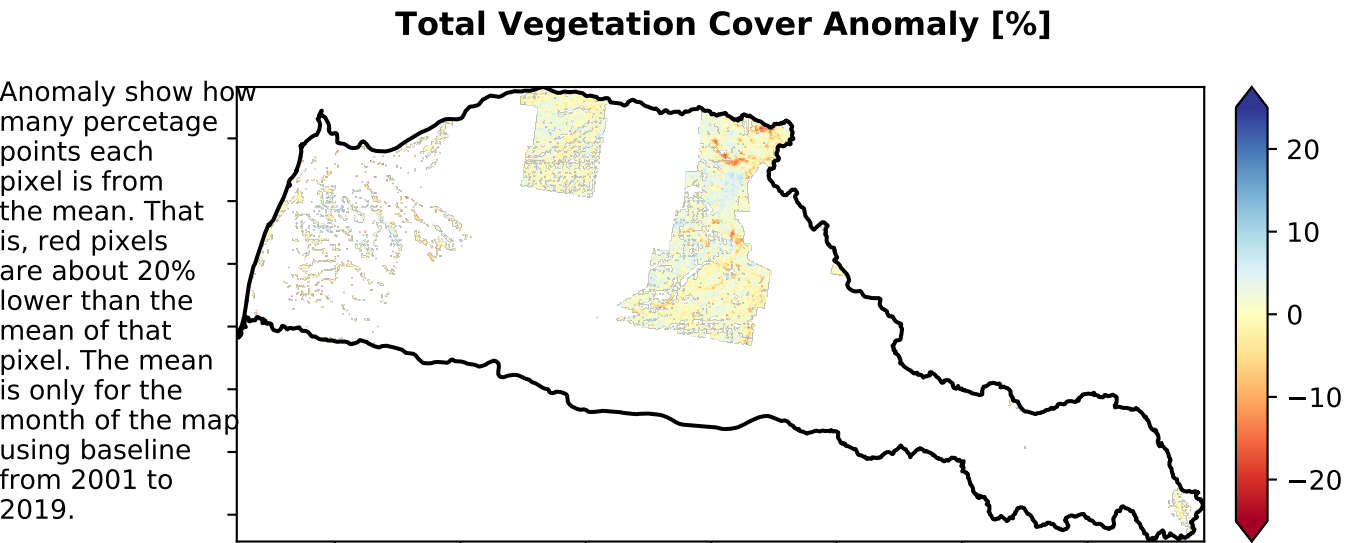 Total Vegetation Cover Anomaly [%]
Anomaly show how
many percetage
points each
pixel is from
the mean. That
is, red pixels
are about 20%
lower than the
mean of that
pixel. The mean
is only for the
month of the map
using baseline
from 2001 to
2019.
20
10
0
−10
−20